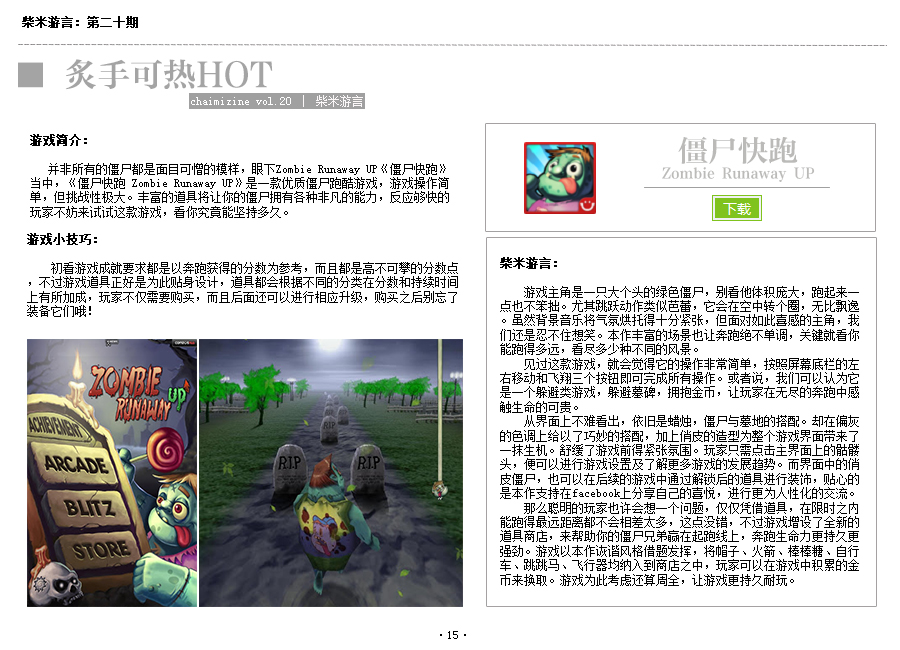 柴米游言：第二十期
炙手可热HOT
chaimizine vol.20 | 柴米游言
游戏简介：
并非所有的僵尸都是面目可憎的模样，眼下Zombie Runaway UP《僵尸快跑》
当中，《僵尸快跑 Zombie Runaway UP》是一款优质僵尸跑酷游戏，游戏操作简
单，但挑战性极大。丰富的道具将让你的僵尸拥有各种非凡的能力，反应够快的
玩家不妨来试试这款游戏，看你究竟能坚持多久。
游戏小技巧：
初看游戏成就要求都是以奔跑获得的分数为参考，而且都是高不可攀的分数点
，不过游戏道具正好是为此贴身设计，道具都会根据不同的分类在分数和持续时间
上有所加成，玩家不仅需要购买，而且后面还可以进行相应升级，购买之后别忘了
装备它们哦！
ZOMBIE
RUNAWAY UP
ACHIEVEMENT
ARCADE
BLITZ
STORE
RIP
RIP
僵尸快跑
Zombie Runaway UP
下载
柴米游言：
游戏主角是一只大个头的绿色僵尸，别看他体积庞大，跑起来一
点也不笨拙。尤其跳跃动作类似芭蕾，它会在空中转个圈，无比飘逸
。虽然背景音乐将气氛烘托得十分紧张，但面对如此喜感的主角，我
们还是忍不住想笑。本作丰富的场景也让奔跑绝不单调，关键就看你
能跑得多远，看尽多少种不同的风景。
见过这款游戏，就会觉得它的操作非常简单，按照屏幕底栏的左
右移动和飞翔三个按钮即可完成所有操作。或者说，我们可以认为它
是一个躲避类游戏，躲避墓碑，拥抱金币，让玩家在无尽的奔跑中感
触生命的可贵。
从界面上不难看出，依旧是蜡烛，僵尸与墓地的搭配。却在偏灰
的色调上给以了巧妙的搭配，加上俏皮的造型为整个游戏界面带来了
一抹生机。舒缓了游戏前得紧张氛围。玩家只需点击主界面上的骷髅
头，便可以进行游戏设置及了解更多游戏的发展趋势。而界面中的俏
皮僵尸，也可以在后续的游戏中通过解锁后的道具进行装饰，贴心的
是本作支持在facebook上分享自己的喜悦，进行更为人性化的交流。
那么聪明的玩家也许会想一个问题，仅仅凭借道具，在限时之内
能跑得最远距离都不会相差太多，这点没错，不过游戏增设了全新的
道具商店，来帮助你的僵尸兄弟赢在起跑线上，奔跑生命力更持久更
强劲。游戏以本作诙谐风格借题发挥，将帽子、火箭、棒棒糖、自行
车、跳跳马、飞行器均纳入到商店之中，玩家可以在游戏中积累的金
币来换取。游戏为此考虑还算周全，让游戏更持久耐玩。
·15·